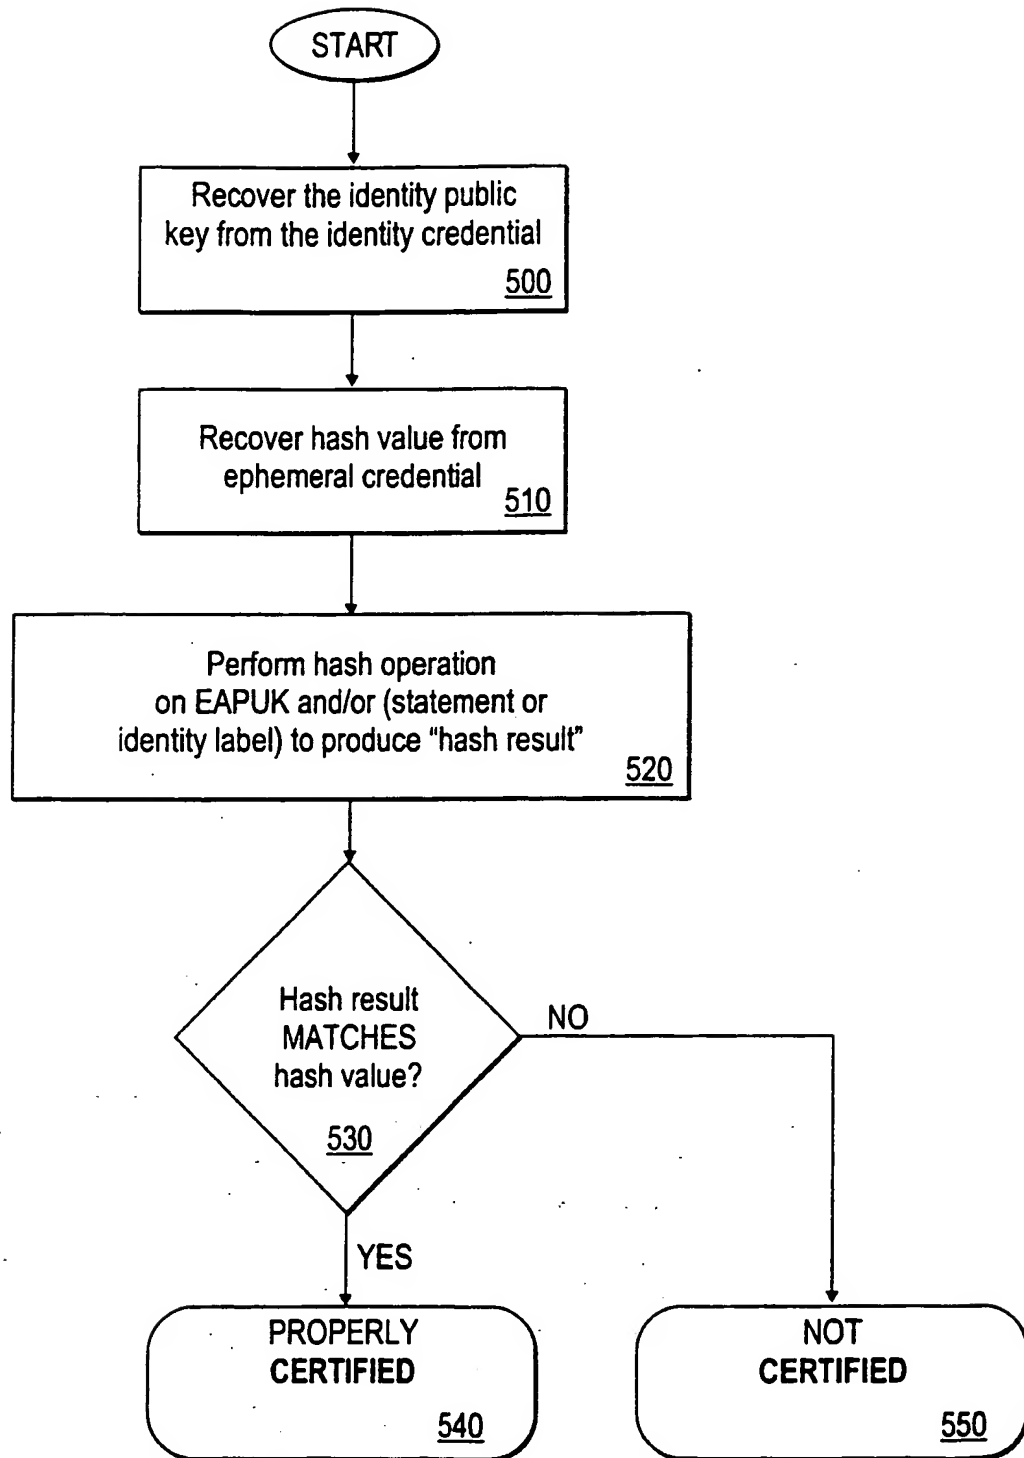 START
Recover the identity public
key from the identity credential
500
Recover hash value from
ephemeral credential
510
Perform hash operation
on EAPUK and/or (statement or
identity label) to produce “hash result”
520
Hash result
MATCHES
hash value?
530
NO
YES
PROPERLY
CERTIFIED
540
NOT
CERTIFIED
550